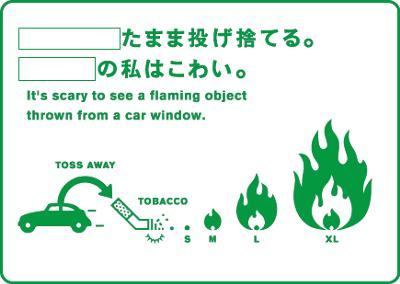 たまま投げ捨てる。
の私はこわい。
It's scary to see a flaming object
thrown from a car window.
TOSS AWAY
TOBACCO
S M L XL